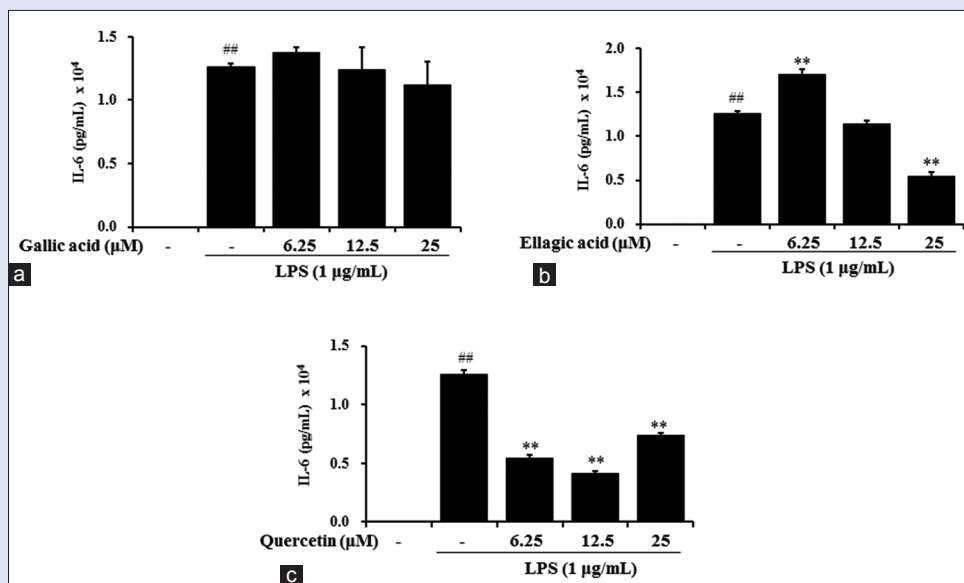 1.5
1.0
0.5
0.0
IL-6 (pg/mL) x 10⁴
##
Gallic acid (µM) - - 6.25 12.5 25
LPS (1 µg/mL)
a
2.0
1.5
1.0
0.5
0.0
IL-6 (pg/mL) x 10⁴
##
**
**
Ellagic acid (µM) - - 6.25 12.5 25
LPS (1 µg/mL)
b
1.5
1.0
0.5
0.0
IL-6 (pg/mL) x 10⁴
##
**
**
**
Quercetin (µM) - - 6.25 12.5 25
LPS (1 µg/mL)
c